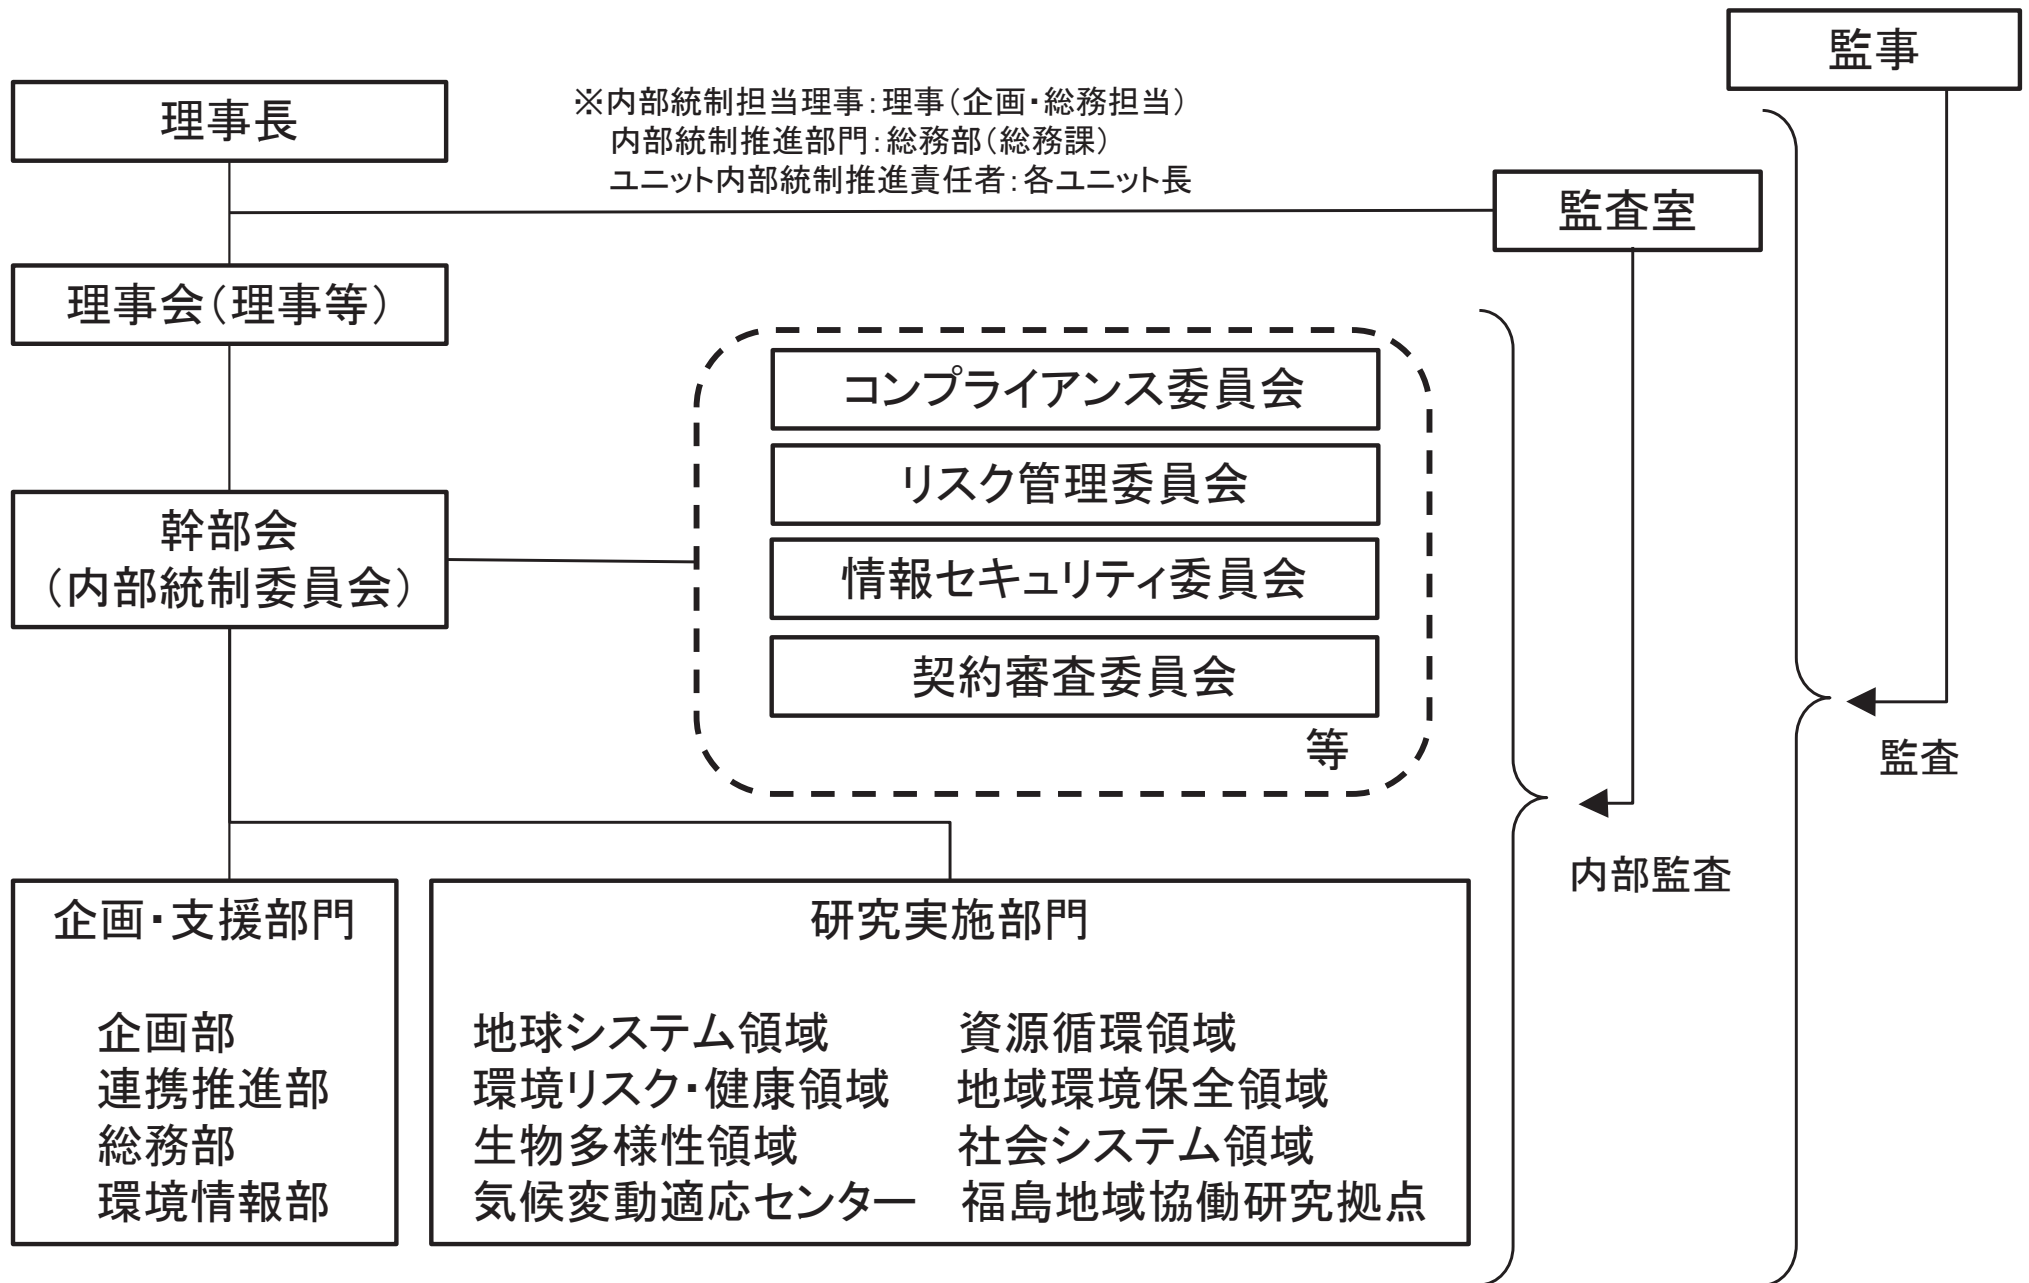 監事
理事長
※内部統制担当理事：理事（企画・総務担当）
内部統制推進部門：総務部（総務課）
ユニット内部統制推進責任者：各ユニット長
監査室
理事会（理事等）
コンプライアンス委員会
リスク管理委員会
幹部会
（内部統制委員会）
情報セキュリティ委員会
契約審査委員会
等
監査
内部監査
企画・支援部門
企画部
連携推進部
総務部
環境情報部
研究実施部門
地球システム領域
環境リスク・健康領域
生物多様性領域
気候変動適応センター
資源循環領域
地域環境保全領域
社会システム領域
福島地域協働研究拠点